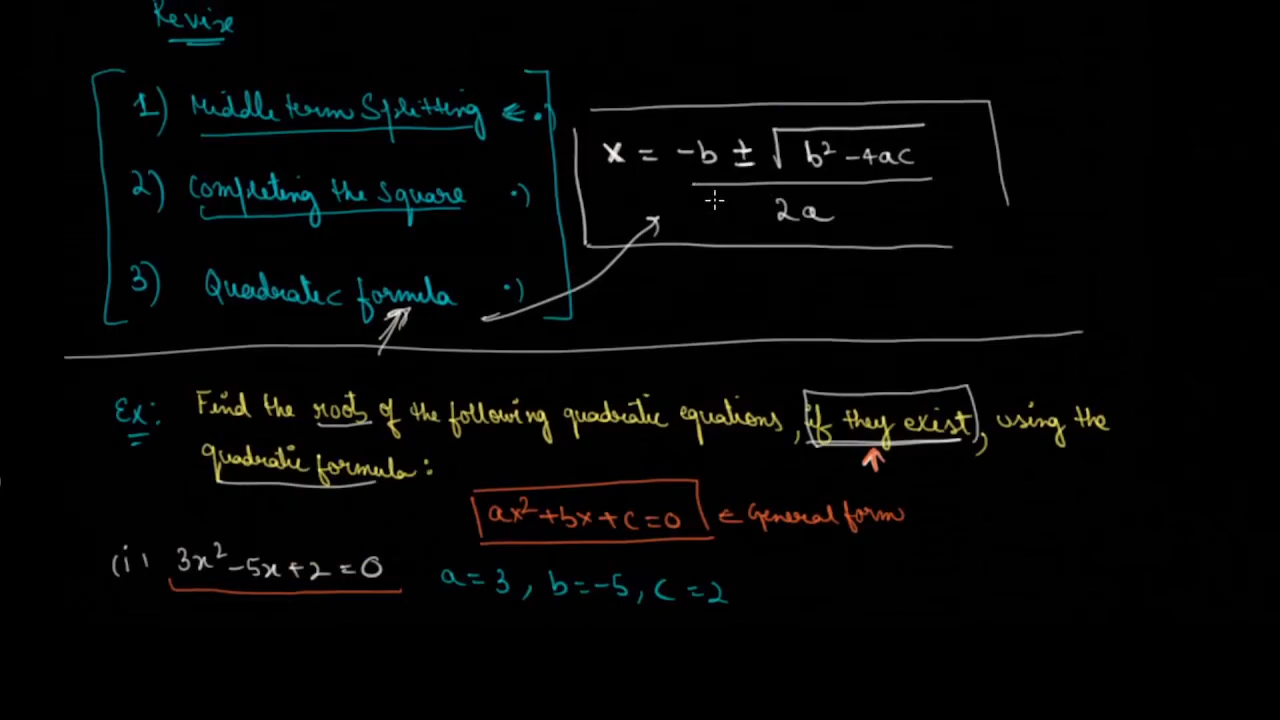 Revise
1) Middle term Splitting
2) Completing the square
3) Quadratic formula
x = -b ± √b² -4ac
2a
Ex: Find the roots of the following quadratic equations, if they exist, using the
quadratic formula:
ax²+bx+c=0 ← General form
(i) 3x²-5x+2=0 a=3, b=-5, c=2